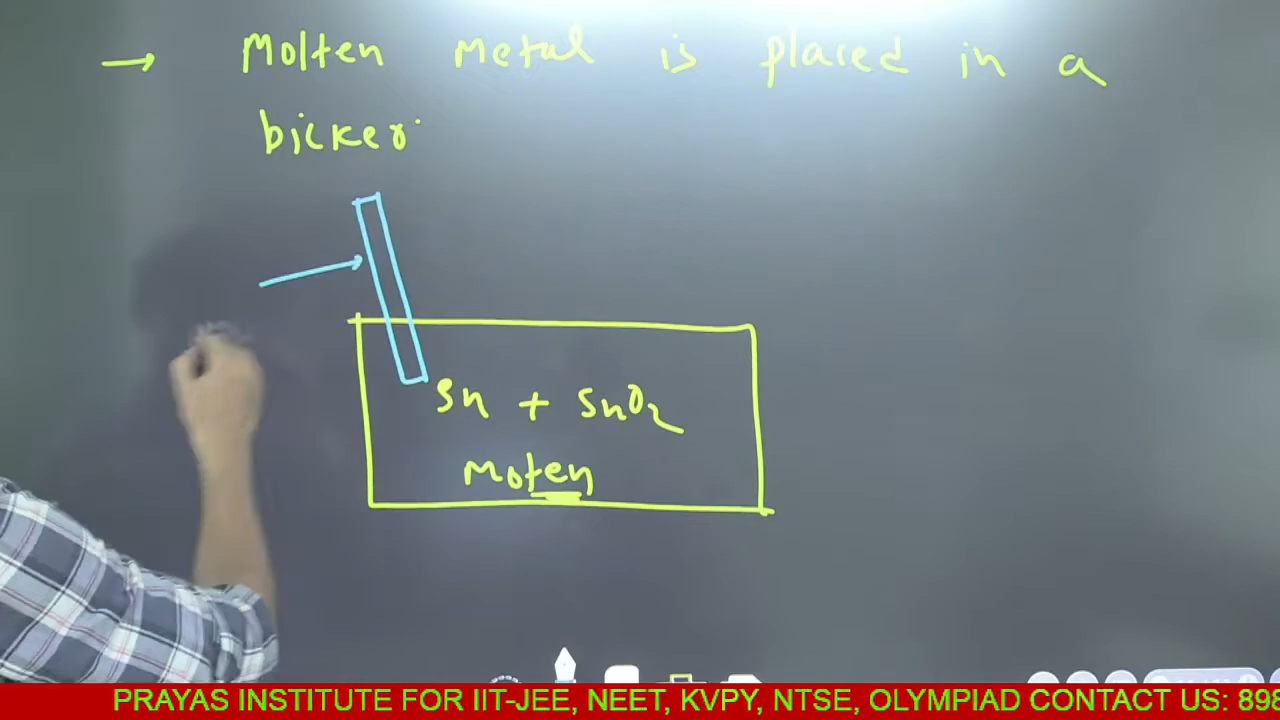 → Molten Metal is placed in a
bicker
Sn + SnO₂
Moten
PRAYAS INSTITUTE FOR IIT-JEE, NEET, KVPY, NTSE, OLYMPIAD CONTACT US: 898